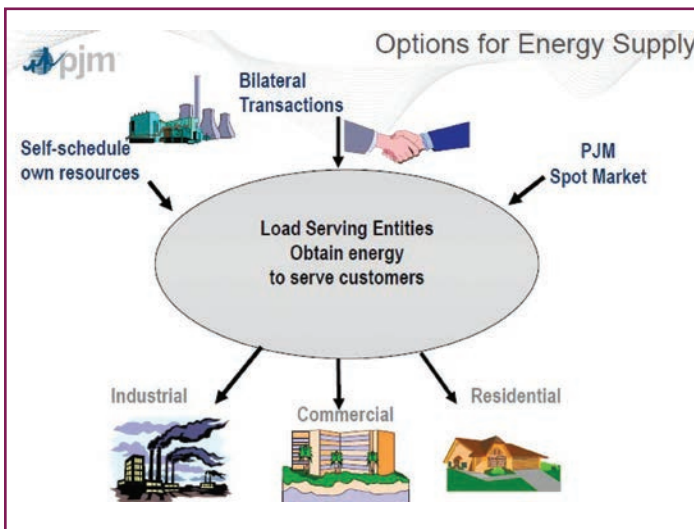 pjm
Options for Energy Supply
Bilateral
Transactions
Self-schedule
own resources
PJM
Spot Market
Load Serving Entities
Obtain energy
to serve customers
Industrial
Commercial
Residential